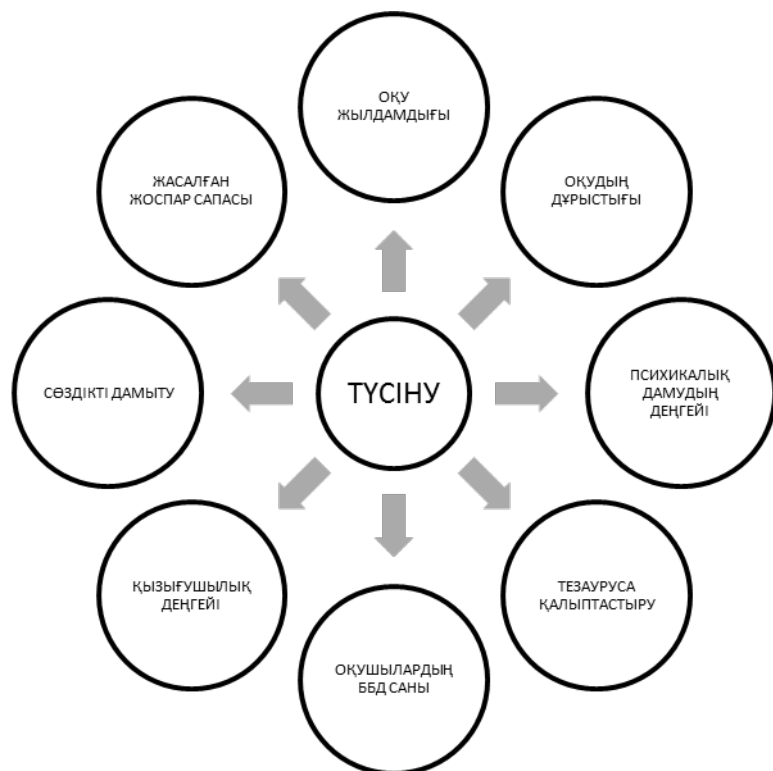 ОҚУ
ЖЫЛДАМДЫҒЫ
ОҚУДЫҢ
ДҰРЫСТЫҒЫ
ПСИХИКАЛЫҚ
ДАМУДЫҢ
ДЕҢГЕЙІ
ТЕЗАУРУСА
ҚАЛЫПТАСТЫРУ
ОҚУШЫЛАРДЫҢ
ББД САНЫ
ҚЫЗЫҒУШЫЛЫҚ
ДЕҢГЕЙІ
СӨЗДІКТІ ДАМЫТУ
ЖАСАЛҒАН
ЖОСПАР САПАСЫ
ТҮСІНУ